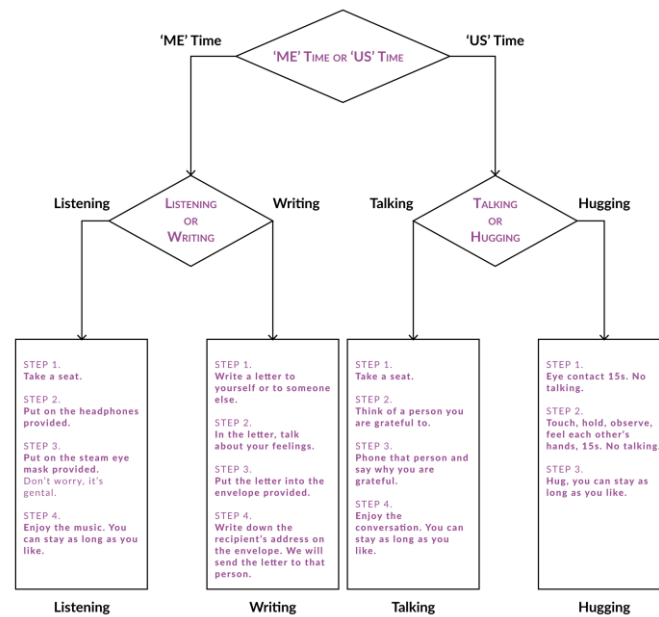 'ME' Time
'US' Time
'ME' TIME OR 'US' TIME
Listening
LISTENING
OR
WRITING
Writing
Talking
TALKING
OR
HUGGING
Hugging
STEP 1.
Take a seat.
STEP 2.
Put on the headphones
provided.
STEP 3.
Put on the steam eye
mask provided.
Don't worry, it's
gental.
STEP 4.
Enjoy the music. You
can stay as long as you
like.
Listening
STEP 1.
Write a letter to
yourself or to someone
else.
STEP 2.
In the letter, talk
about your feelings.
STEP 3.
Put the letter into the
envelope provided.
STEP 4.
Write down the
recipient's address on
the envelope. We will
send the letter to that
person.
Writing
STEP 1.
Take a seat.
STEP 2.
Think of a person you
are grateful to.
STEP 3.
Phone that person and
say why you are
grateful.
STEP 4.
Enjoy the
conversation. You can
stay as long as you
like.
Talking
STEP 1.
Eye contact 15s. No
talking.
STEP 2.
Touch, hold, observe,
feel each other's
hands, 15s. No talking.
STEP 3.
Hug, you can stay as
long as you like.
Hugging